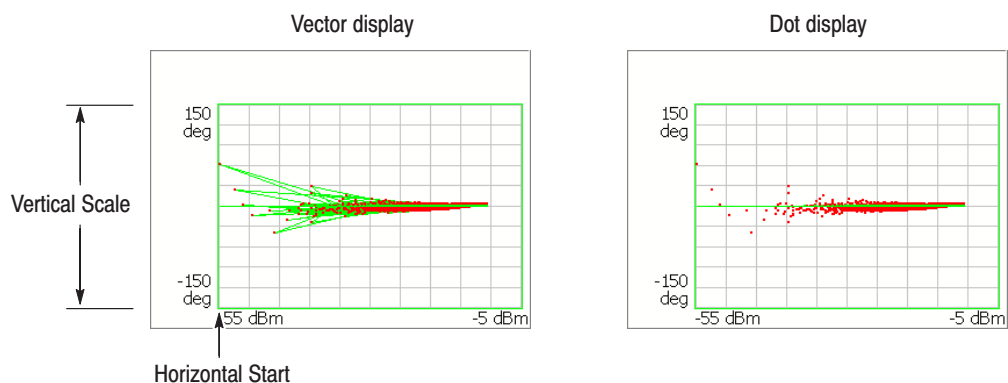 Vector display
Dot display
Vertical Scale
150
deg
-150
deg
55 dBm
-5 dBm
Horizontal Start
150
deg
-150
deg
-55 dBm
-5 dBm